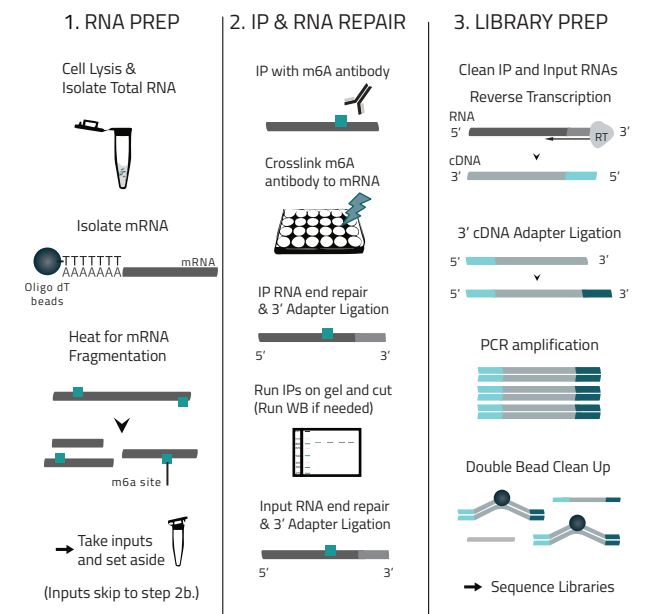 1. RNA PREP
Cell Lysis &
Isolate Total RNA
Isolate mRNA
TTTTTTT
AAAAAAA
mRNA
Oligo dT
beads
Heat for mRNA
Fragmentation
m6a site
Take inputs
and set aside
(Inputs skip to step 2b.)
2. IP & RNA REPAIR
IP with m6A antibody
Crosslink m6A
antibody to mRNA
IP RNA end repair
& 3’ Adapter Ligation
5’ 3’
Run IPs on gel and cut
(Run WB if needed)
Input RNA end repair
& 3’ Adapter Ligation
5’ 3’
3. LIBRARY PREP
Clean IP and Input RNAs
Reverse Transcription
RNA
5’ RT 3’
cDNA
3’ 5’
3’ cDNA Adapter Ligation
5’ 3’
5’ 3’
PCR amplification
Double Bead Clean Up
Sequence Libraries